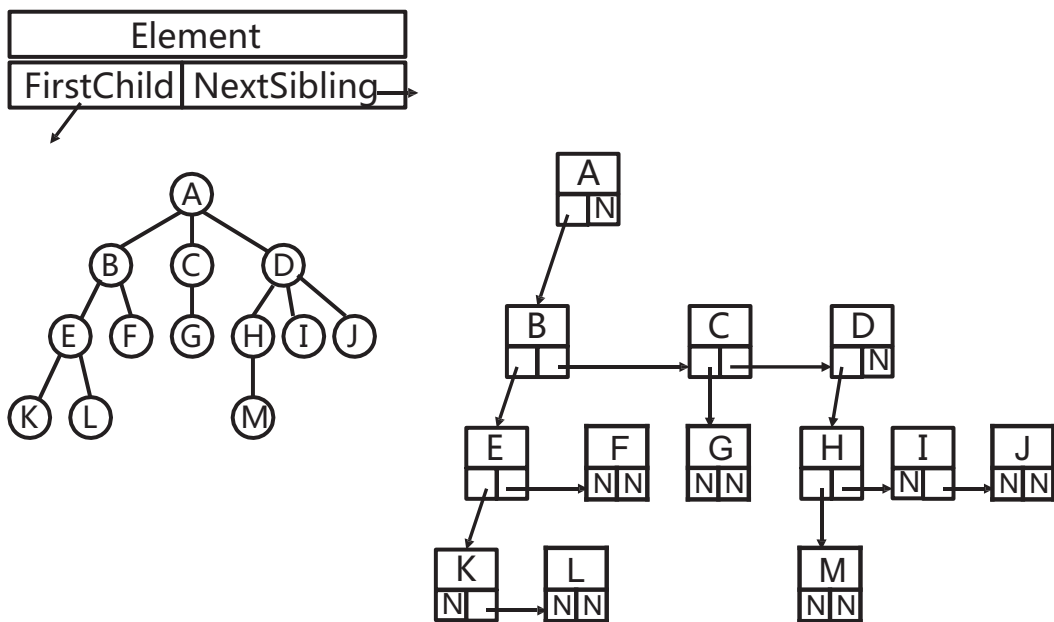 Element
FirstChild NextSibling
A
B C D
E F G H I J
K L M
A
N
B C D
N
E F G H I J
N N N N N N N
K L M
N N N N N